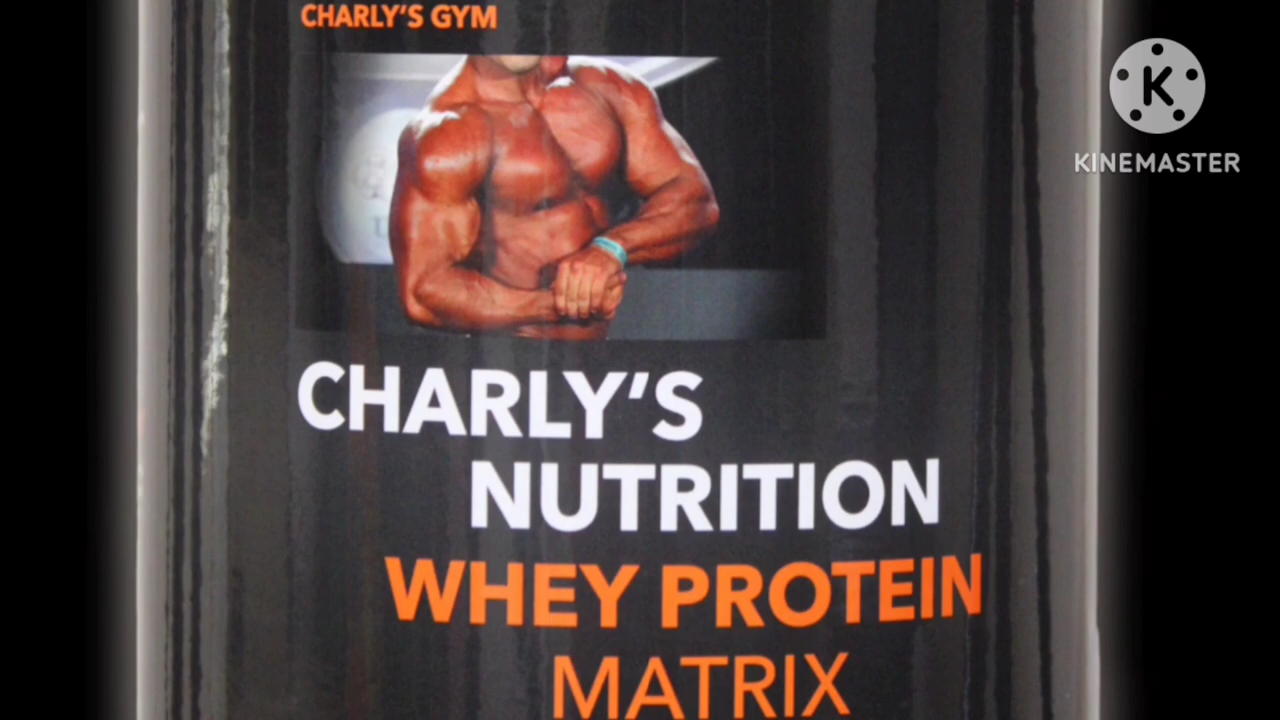 CHARLY'S GYM
K
KINEMASTER
CHARLY'S
NUTRITION
WHEY PROTEIN
MATRIX